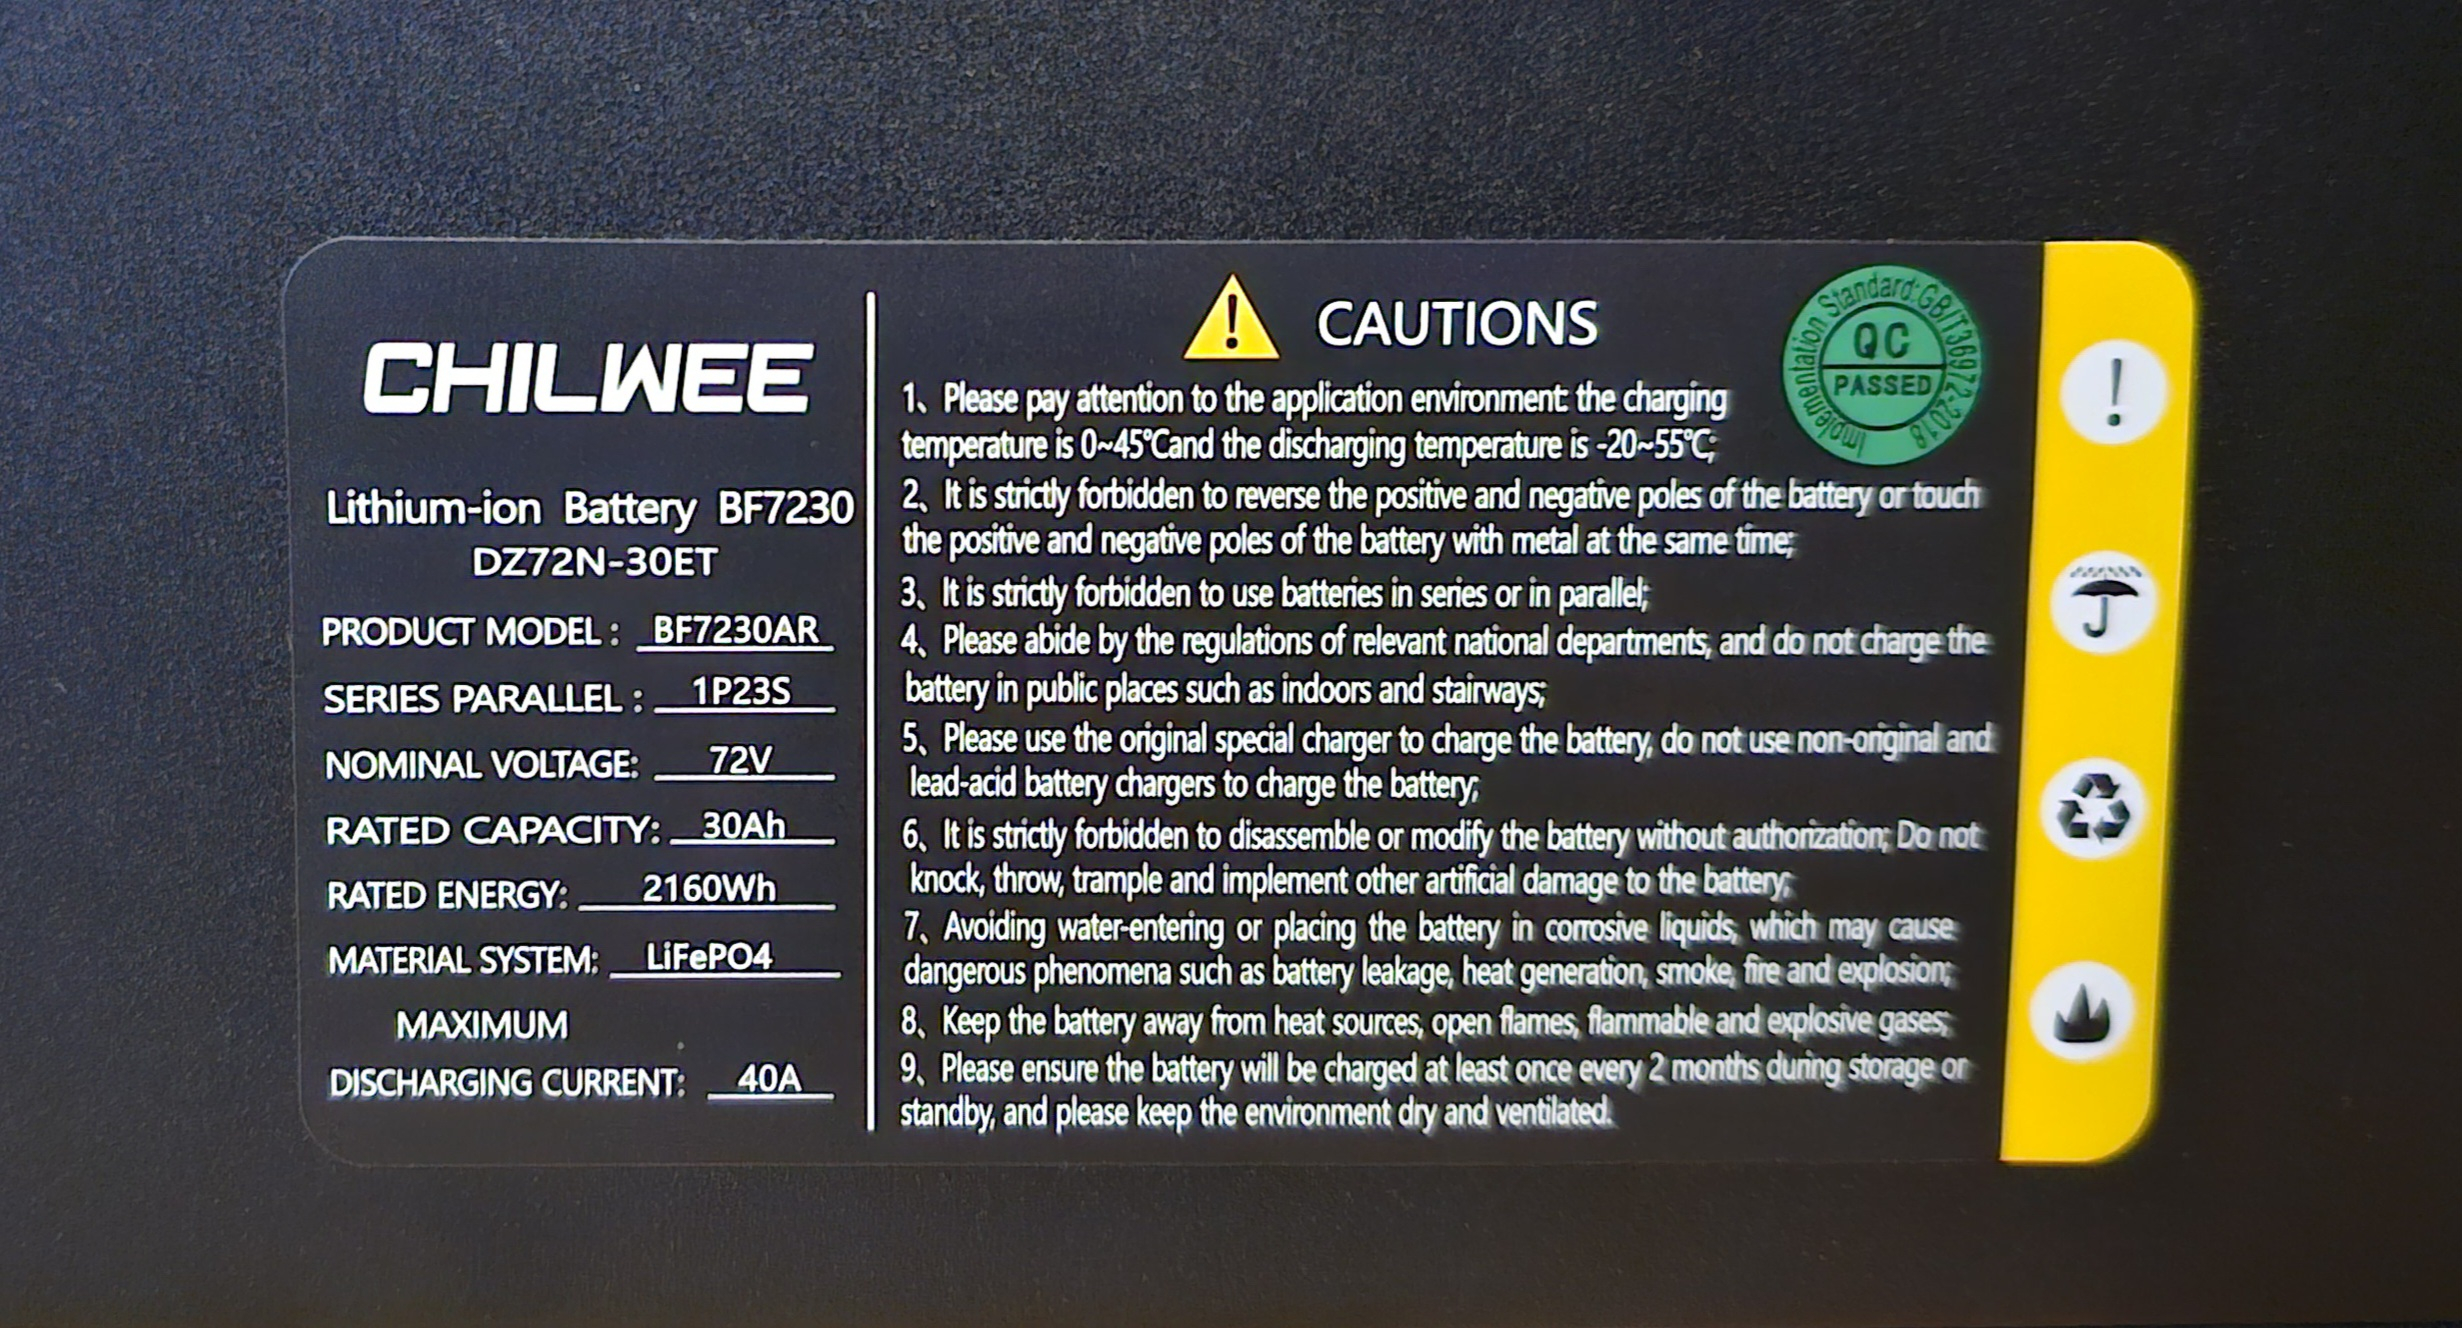 CHILWEE
Lithium-ion Battery BF7230
DZ72N-30ET
PRODUCT MODEL : BF7230AR
SERIES PARALLEL : 1P23S
NOMINAL VOLTAGE: 72V
RATED CAPACITY: 30Ah
RATED ENERGY: 2160Wh
MATERIAL SYSTEM: LiFePO4
MAXIMUM
DISCHARGING CURRENT: 40A
CAUTIONS
1、Please pay attention to the application environment: the charging
temperature is 0~45℃and the discharging temperature is -20~55℃;
2、It is strictly forbidden to reverse the positive and negative poles of the battery or touch
the positive and negative poles of the battery with metal at the same time;
3、It is strictly forbidden to use batteries in series or in parallel;
4、Please abide by the regulations of relevant national departments, and do not charge the
battery in public places such as indoors and stairways;
5、Please use the original special charger to charge the battery, do not use non-original and
lead-acid battery chargers to charge the battery;
6、It is strictly forbidden to disassemble or modify the battery without authorization; Do not
knock, throw, trample and implement other artificial damage to the battery;
7、Avoiding water-entering or placing the battery in corrosive liquids, which may cause
dangerous phenomena such as battery leakage, heat generation, smoke, fire and explosion;
8、Keep the battery away from heat sources, open flames, flammable and explosive gases;
9、Please ensure the battery will be charged at least once every 2 months during storage or
standby, and please keep the environment dry and ventilated.
Implementation Standard:GB/T36972-2018
QC
PASSED